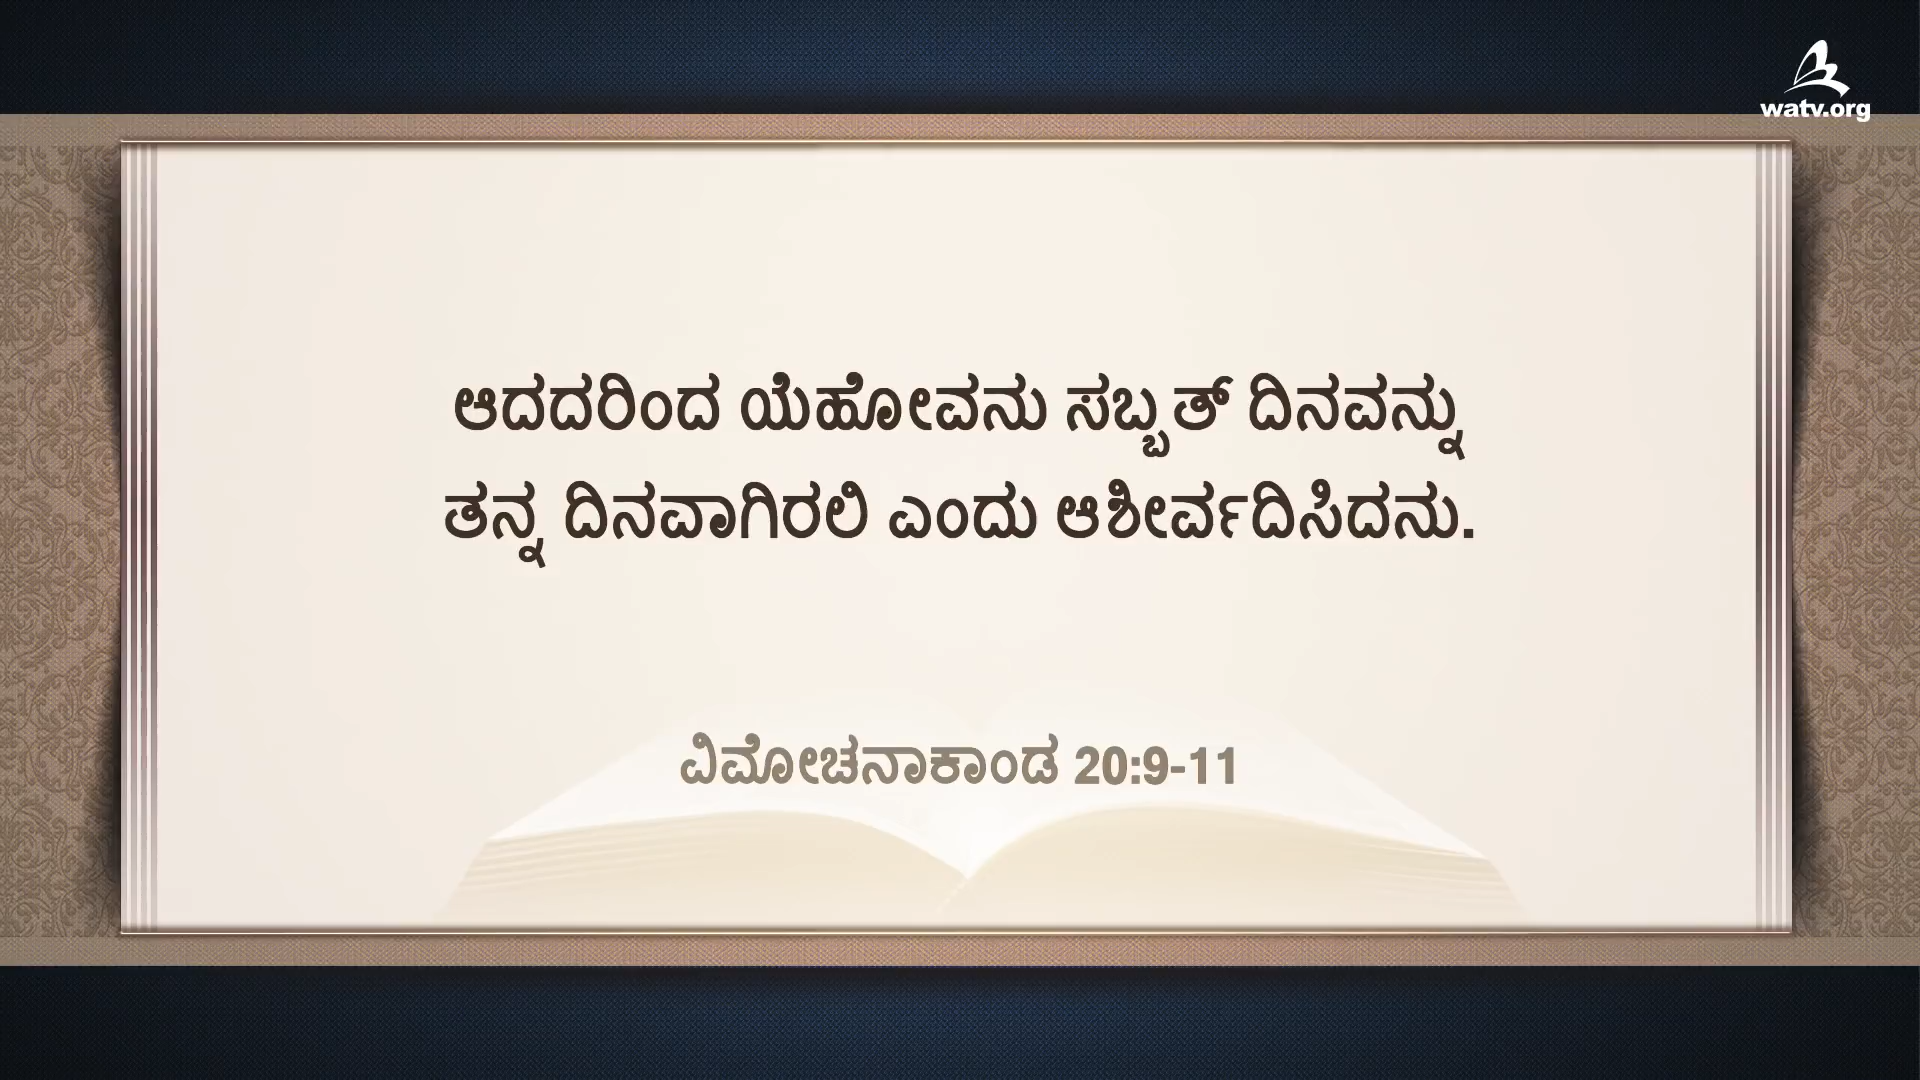 watv.org
ಆದದರಿಂದ ಯೆಹೋವನು ಸಬ್ಬತ್ ದಿನವನ್ನು
ತನ್ನ ದಿನವಾಗಿರಲಿ ಎಂದು ಆಶೀರ್ವದಿಸಿದನು.
ವಿಮೋಚನಾಕಾಂಡ 20:9-11